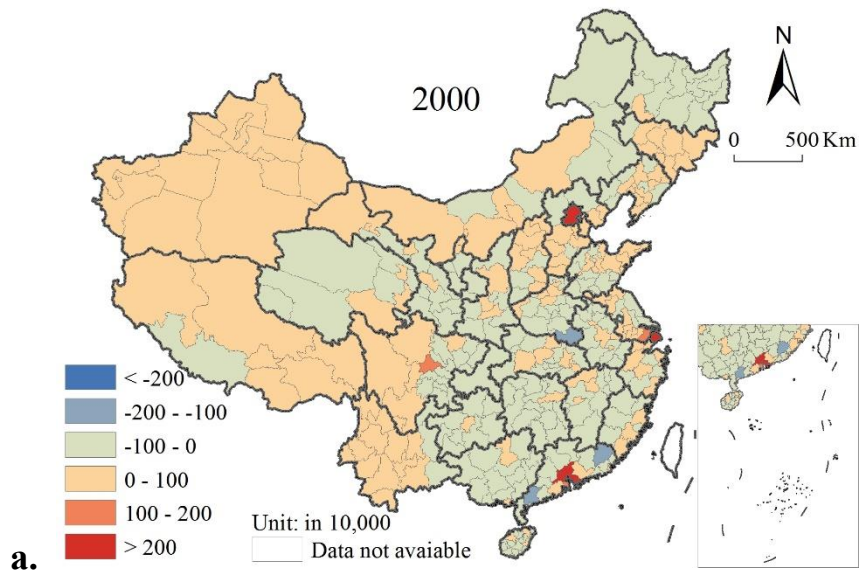 2000
N
0 500 Km
< -200
-200 - -100
-100 - 0
0 - 100
100 - 200
> 200
Unit: in 10,000
Data not avaiable
a.